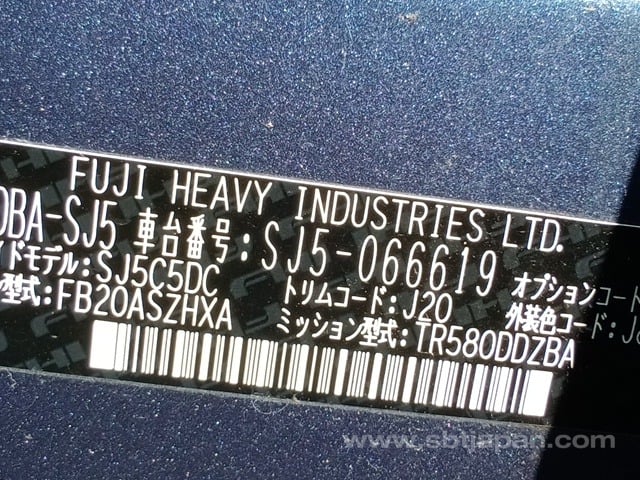 FUJI HEAVY INDUSTRIES LTD.
DBA-SJ5 車台番号:SJ5-066619 オプションコー
イドモデル:SJ5C5DC トリムコード:J20 外装色コード:J
型式:FB20ASZHXA ミッション型式:TR580DDZBA
www.sbtjapan.com